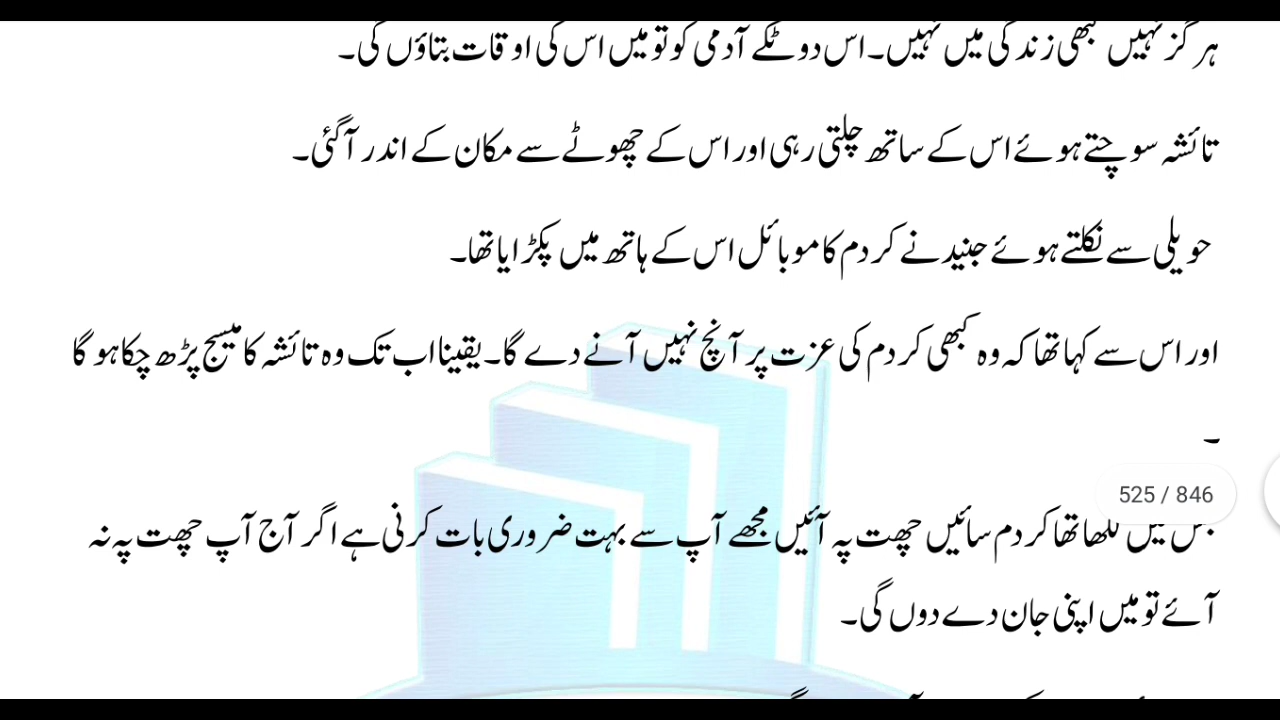 ہرگز نہیں کبھی زندگی میں نہیں۔اس دو ٹکے آدمی کو تو میں اس کی اوقات بتاؤں گی۔
تائشہ سوچتے ہوئے اس کے ساتھ چلتی رہی اور اس کے چھوٹے سے مکان کے اندر آگئی۔
حویلی سے نکلتے ہوئے جنید نے کردم کا موبائل اس کے ہاتھ میں پکڑایا تھا۔
اور اس سے کہا تھا کہ وہ کبھی کردم کی عزت پر آنچ نہیں آنے دے گا۔یقینا اب تک وہ تائشہ کا میسج پڑھ چکا ہو گا
۔
525 / 846
جس میں لکھا تھا کردم سائیں چھت پہ آئیں مجھے آپ سے بہت ضروری بات کرنی ہے اگر آج آپ چھت پہ نہ
آئے تو میں اپنی جان دے دوں گی۔